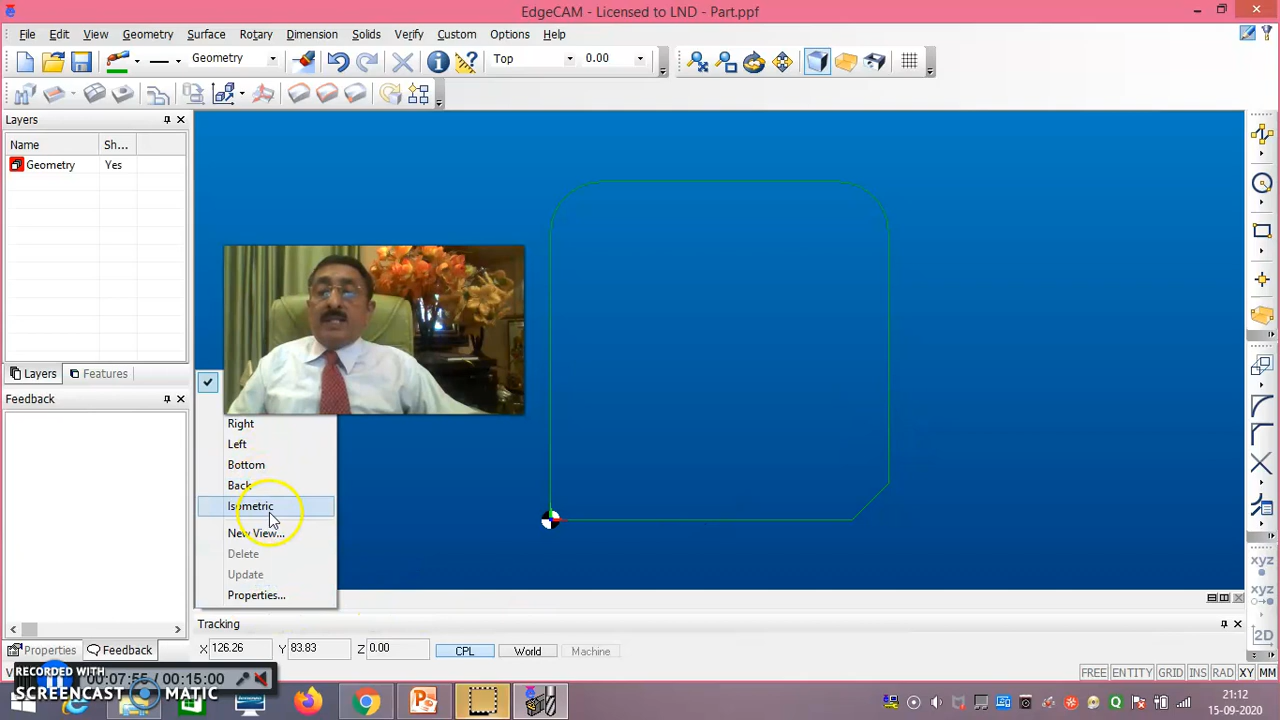 EdgeCAM - Licensed to LND - Part.ppf
File Edit View Geometry Surface Rotary Dimension Solids Verify Custom Options Help
Geometry Top 0.00
Layers
Name Sh...
Geometry Yes
Layers Features
Feedback
Right
Left
Bottom
Back
Isometric
New View...
Delete
Update
Properties...
Tracking
X 126.26 Y 83.83 Z 0.00 CPL World Machine
Properties Feedback
FREE ENTITY GRID INS RAD XY MM
xyz
xyz
2D
RECORDED WITH
SCREENCAST MATIC
00:07:55 / 00:15:00
21:12
15-09-2020